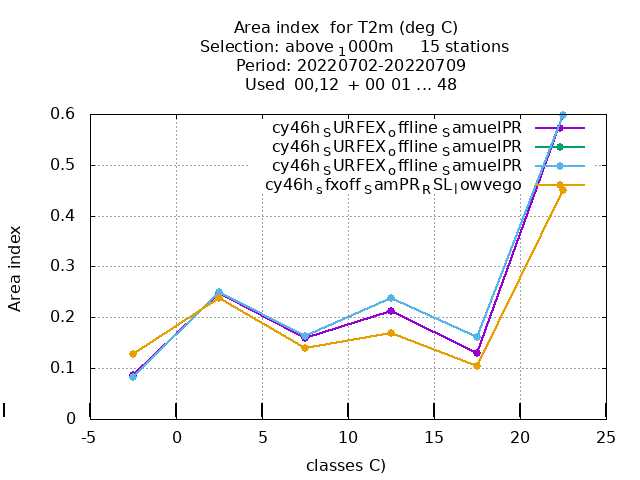 Area index  for T2m (deg C)
Selection: above 1000m     15 stations
Period: 20220702-20220709
Used  00,12  + 00 01 ... 48
0.6
0.5
0.4
0.3
0.2
0.1
0
Area index
cy46h SURFEX offline SamuelPR
cy46h SURFEX offline SamuelPR
cy46h SURFEX offline SamuelPR
cy46h sfxoff SamPR RSL lowvego
-5 0 5 10 15 20 25
classes C)